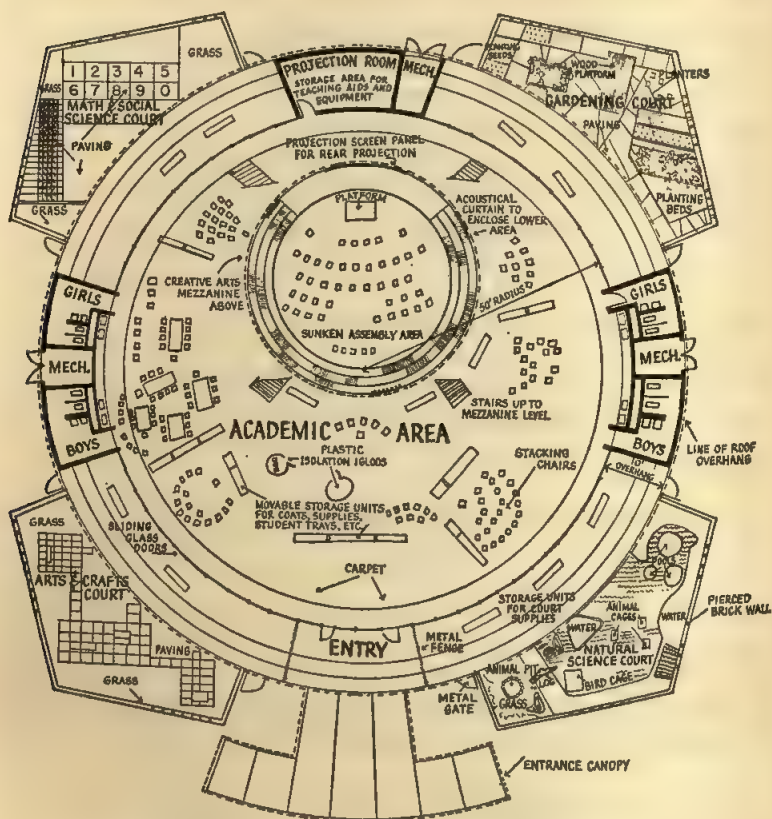 GRASS
PROJECTION ROOM
STORAGE AREA FOR
TEACHING AIDS AND
EQUIPMENT
MECH.
PLANTING
BEDS
WOOD
PLATFORM
PLANTERS
GARDENING COURT
PAVING
PLANTING
BEDS
GRASS
1 2 3 4 5
6 7 8 9 0
MATH & SOCIAL
SCIENCE COURT
PAVING
GRASS
PROJECTION SCREEN PANEL
FOR REAR PROJECTION
PLATFORM
ACOUSTICAL
CURTAIN TO
ENCLOSE LOWER
AREA
CREATIVE ARTS
MEZZANINE
ABOVE
50' RADIUS
SUNKEN ASSEMBLY AREA
GIRLS
MECH.
BOYS
GIRLS
MECH.
BOYS
STAIRS UP TO
MEZZANINE LEVEL
ACADEMIC AREA
PLASTIC
ISOLATION IGLOOS
STACKING
CHAIRS
LINE OF ROOF
OVERHANG
10'
OVERHANG
MOVABLE STORAGE UNITS
FOR COATS, SUPPLIES,
STUDENT TRAYS, ETC.
SLIDING
GLASS
DOORS
CARPET
GRASS
ARTS & CRAFTS
COURT
PAVING
GRASS
STORAGE UNITS
FOR COURT
SUPPLIES
ENTRY
METAL
FENCE
METAL
GATE
POOLS
ANIMAL
CAGES
WATER
WATER
NATURAL
SCIENCE COURT
ANIMAL PIT
LOG
BIRD CAGE
GRASS
PIERCED
BRICK WALL
ENTRANCE CANOPY